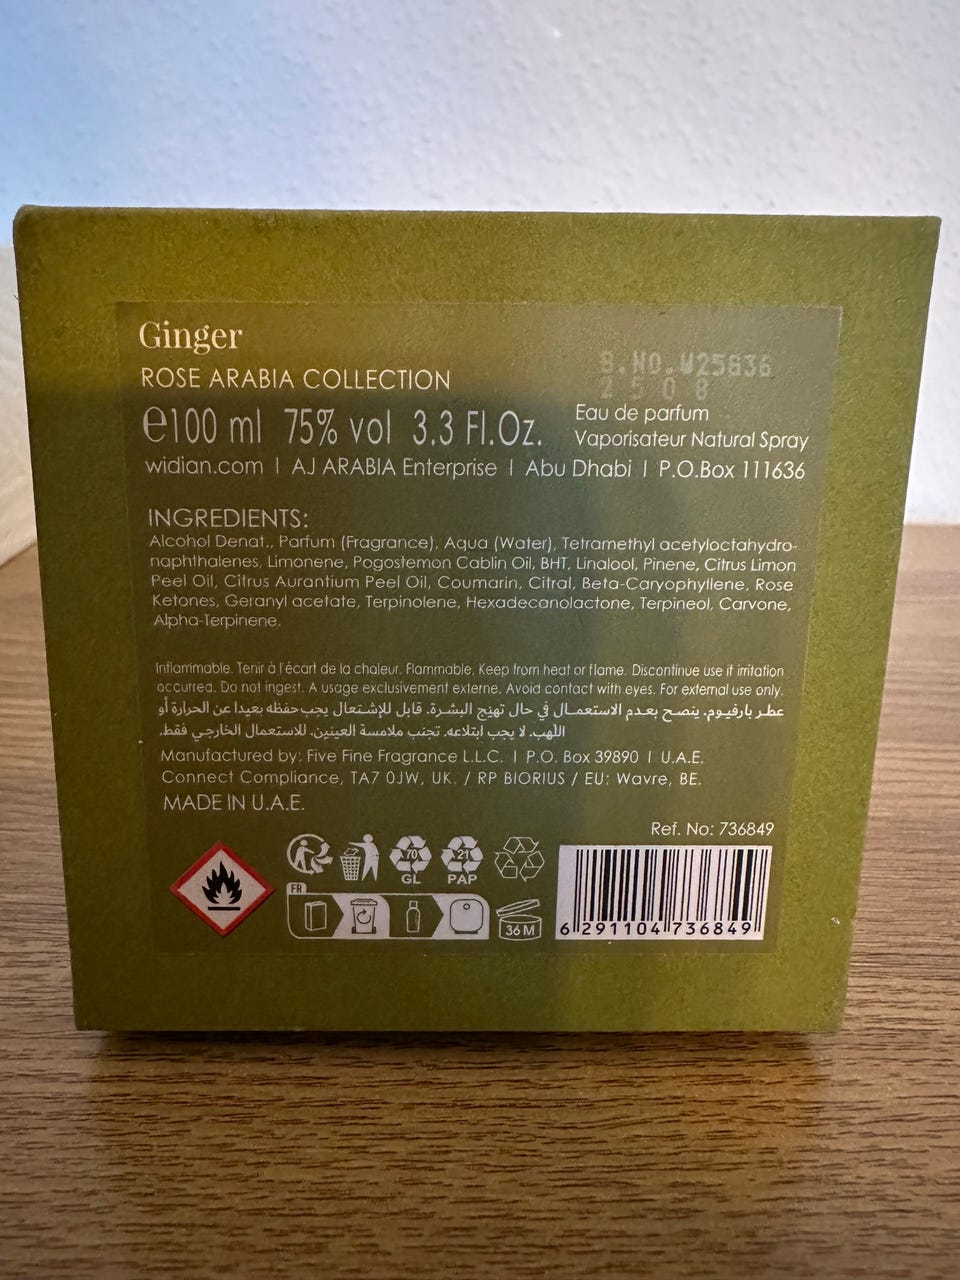 Ginger
B.NO.W25836
ROSE ARABIA COLLECTION
2508
℮100 ml 75% vol 3.3 Fl.Oz.
Eau de parfum
Vaporisateur Natural Spray
widian.com | AJ ARABIA Enterprise | Abu Dhabi | P.O.Box 111636
INGREDIENTS:
Alcohol Denat., Parfum (Fragrance), Aqua (Water), Tetramethyl acetyloctahydro-
naphthalenes, Limonene, Pogostemon Cablin Oil, BHT, Linalool, Pinene, Citrus Limon
Peel Oil, Citrus Aurantium Peel Oil, Coumarin, Citral, Beta-Caryophyllene, Rose
Ketones, Geranyl acetate, Terpinolene, Hexadecanolactone, Terpineol, Carvone,
Alpha-Terpinene.
Inflammable. Tenir à l'écart de la chaleur. Flammable. Keep from heat or flame. Discontinue use if irritation
occurred. Do not ingest. A usage exclusivement externe. Avoid contact with eyes. For external use only.
عطر بارفيوم. ينصح بعدم الاستعمال في حال تهيج البشرة. قابل للإشتعال يجب حفظه بعيدا عن الحرارة أو
اللهب. لا يجب ابتلاعه. تجنب ملامسة العينين. للاستعمال الخارجي فقط.
Manufactured by: Five Fine Fragrance L.L.C. | P.O. Box 39890 | U.A.E.
Connect Compliance, TA7 0JW, UK. / RP BIORIUS / EU: Wavre, BE.
MADE IN U.A.E.
Ref. No: 736849
70
GL
21
PAP
FR
36 M
6 291104 736849